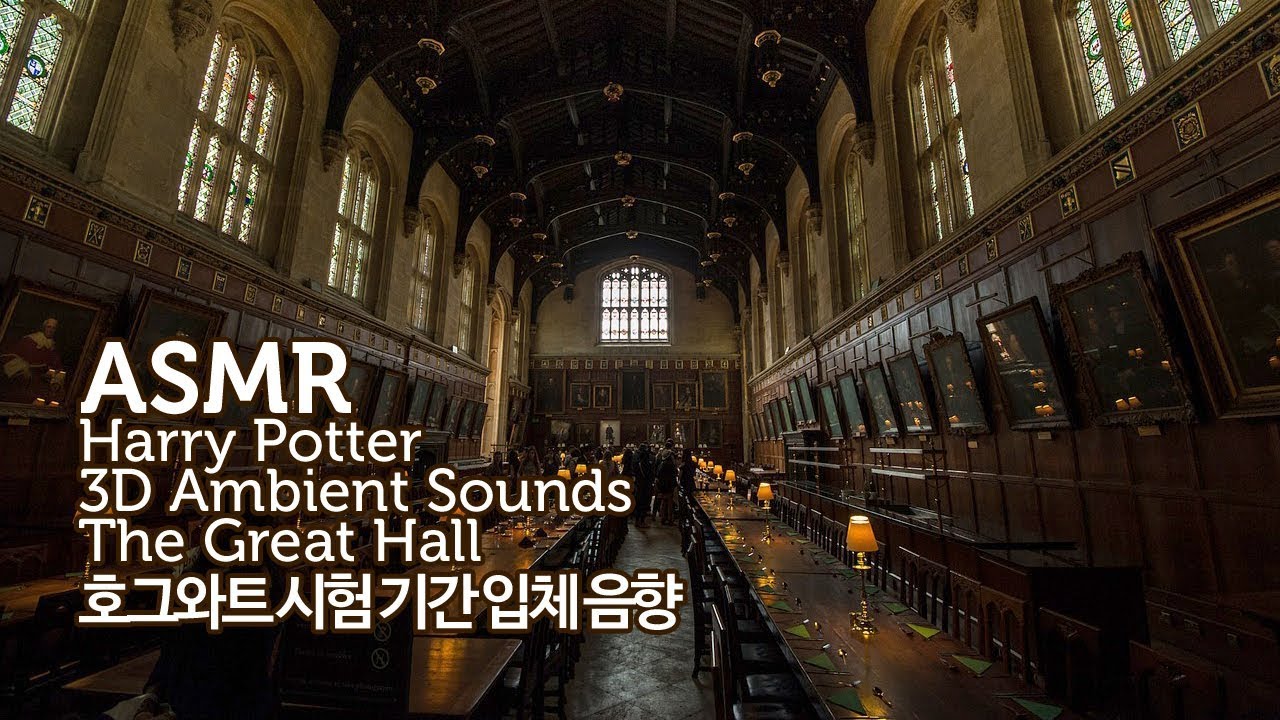 ASMR
Harry Potter
3D Ambient Sounds
The Great Hall
호그와트 시험 기간 입체 음향